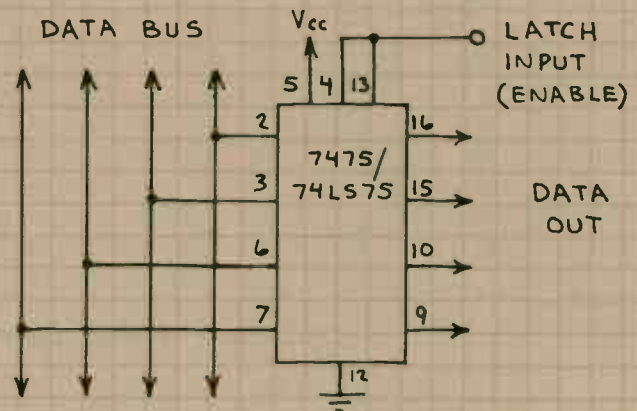 DATA BUS
Vcc
LATCH
INPUT
(ENABLE)
5 4 13
2
16
7475/
74LS75
3
15
DATA
OUT
6
10
7
9
12